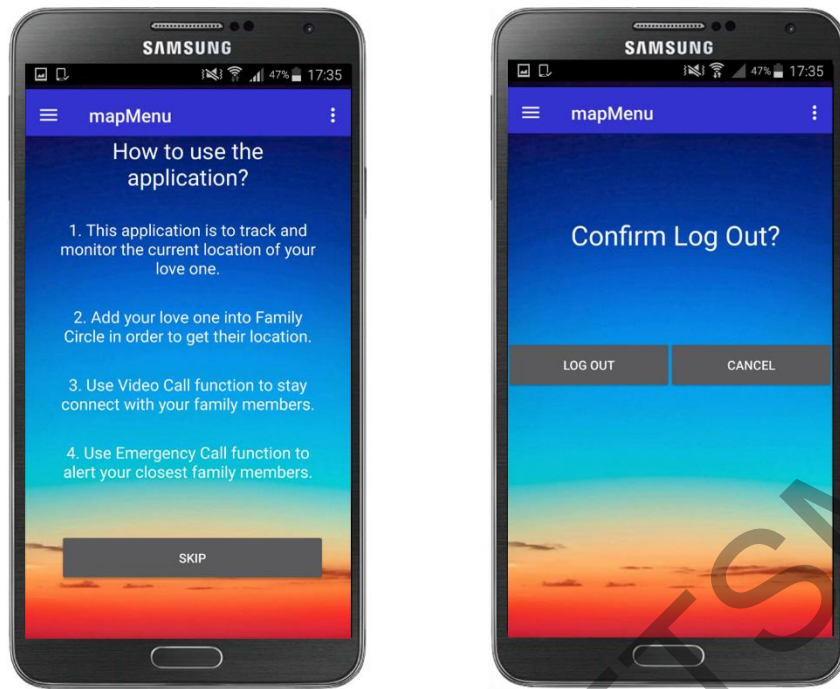 SAMSUNG
47% 17:35
mapMenu
How to use the
application?
1. This application is to track and
monitor the current location of your
love one.
2. Add your love one into Family
Circle in order to get their location.
3. Use Video Call function to stay
connect with your family members.
4. Use Emergency Call function to
alert your closest family members.
SKIP
SAMSUNG
47% 17:35
mapMenu
Confirm Log Out?
LOG OUT
CANCEL